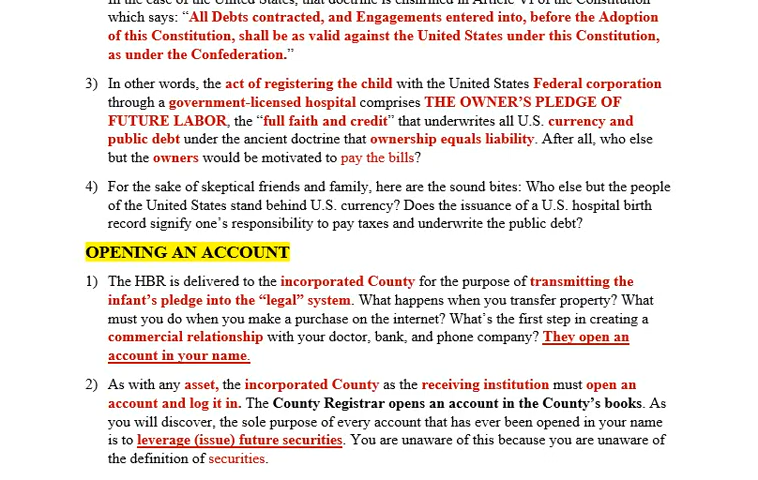 In the case of the United States, that doctrine is enshrined in Article VI of the Constitution
which says: “All Debts contracted, and Engagements entered into, before the Adoption
of this Constitution, shall be as valid against the United States under this Constitution,
as under the Confederation.”
3) In other words, the act of registering the child with the United States Federal corporation
through a government-licensed hospital comprises THE OWNER’S PLEDGE OF
FUTURE LABOR, the “full faith and credit” that underwrites all U.S. currency and
public debt under the ancient doctrine that ownership equals liability. After all, who else
but the owners would be motivated to pay the bills?
4) For the sake of skeptical friends and family, here are the sound bites: Who else but the people
of the United States stand behind U.S. currency? Does the issuance of a U.S. hospital birth
record signify one’s responsibility to pay taxes and underwrite the public debt?
OPENING AN ACCOUNT
1) The HBR is delivered to the incorporated County for the purpose of transmitting the
infant’s pledge into the “legal” system. What happens when you transfer property? What
must you do when you make a purchase on the internet? What’s the first step in creating a
commercial relationship with your doctor, bank, and phone company? They open an
account in your name.
2) As with any asset, the incorporated County as the receiving institution must open an
account and log it in. The County Registrar opens an account in the County’s books. As
you will discover, the sole purpose of every account that has ever been opened in your name
is to leverage (issue) future securities. You are unaware of this because you are unaware of
the definition of securities.